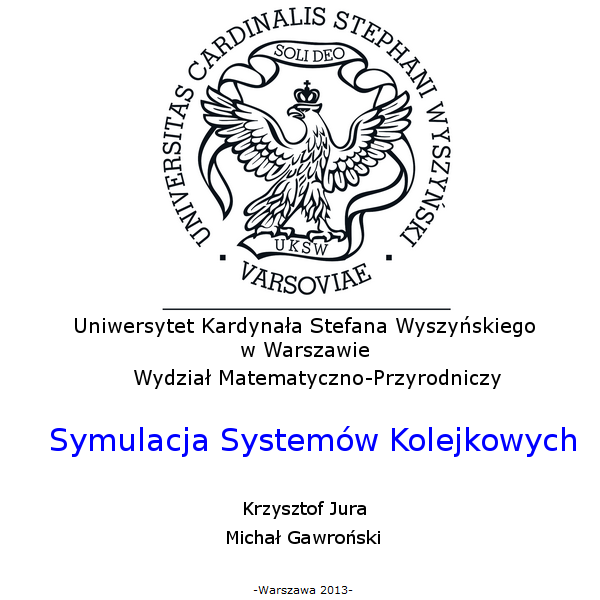 UNIVERSITAS CARDINALIS STEPHANI WYSZYŃSKI
SOLI DEO
UKSW
· VARSOVIAE ·
Uniwersytet Kardynała Stefana Wyszyńskiego
w Warszawie
Wydział Matematyczno-Przyrodniczy
Symulacja Systemów Kolejkowych
Krzysztof Jura
Michał Gawroński
-Warszawa 2013-